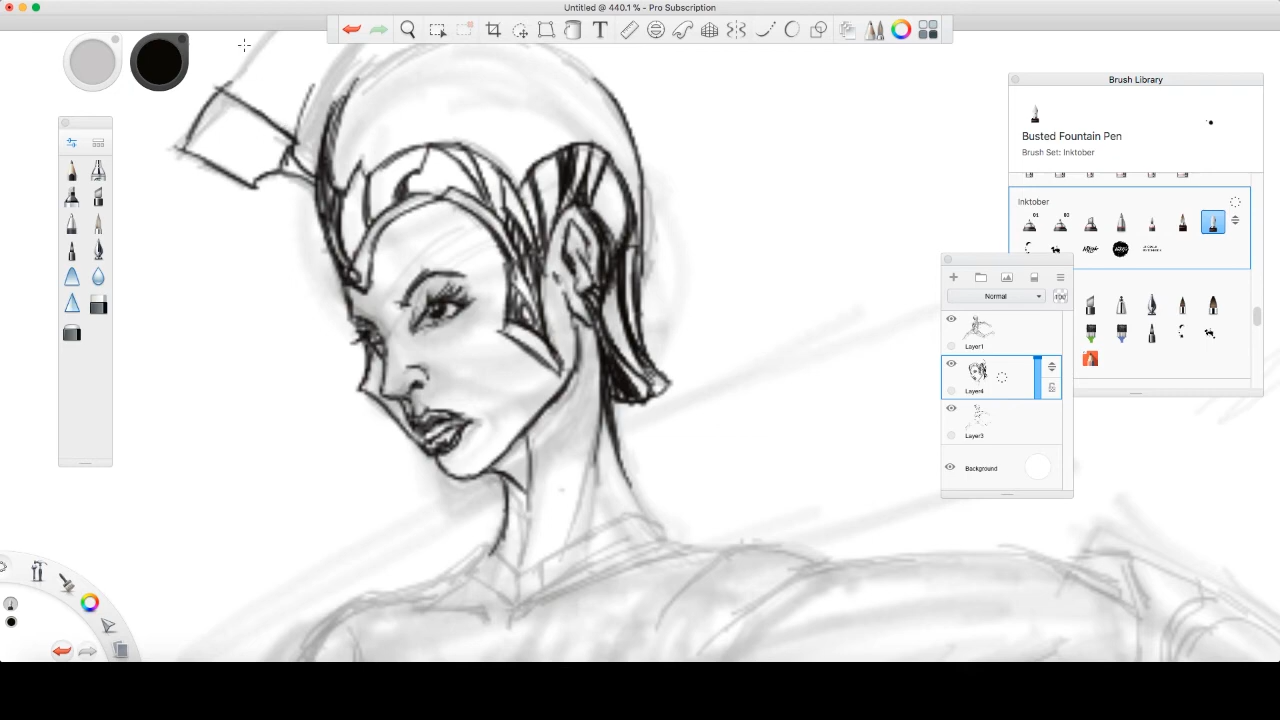 Untitled @ 440.1 % - Pro Subscription
T
Brush Library
Busted Fountain Pen
Brush Set: Inktober
Inktober
Normal
Layer1
Layer4
Layer3
Background